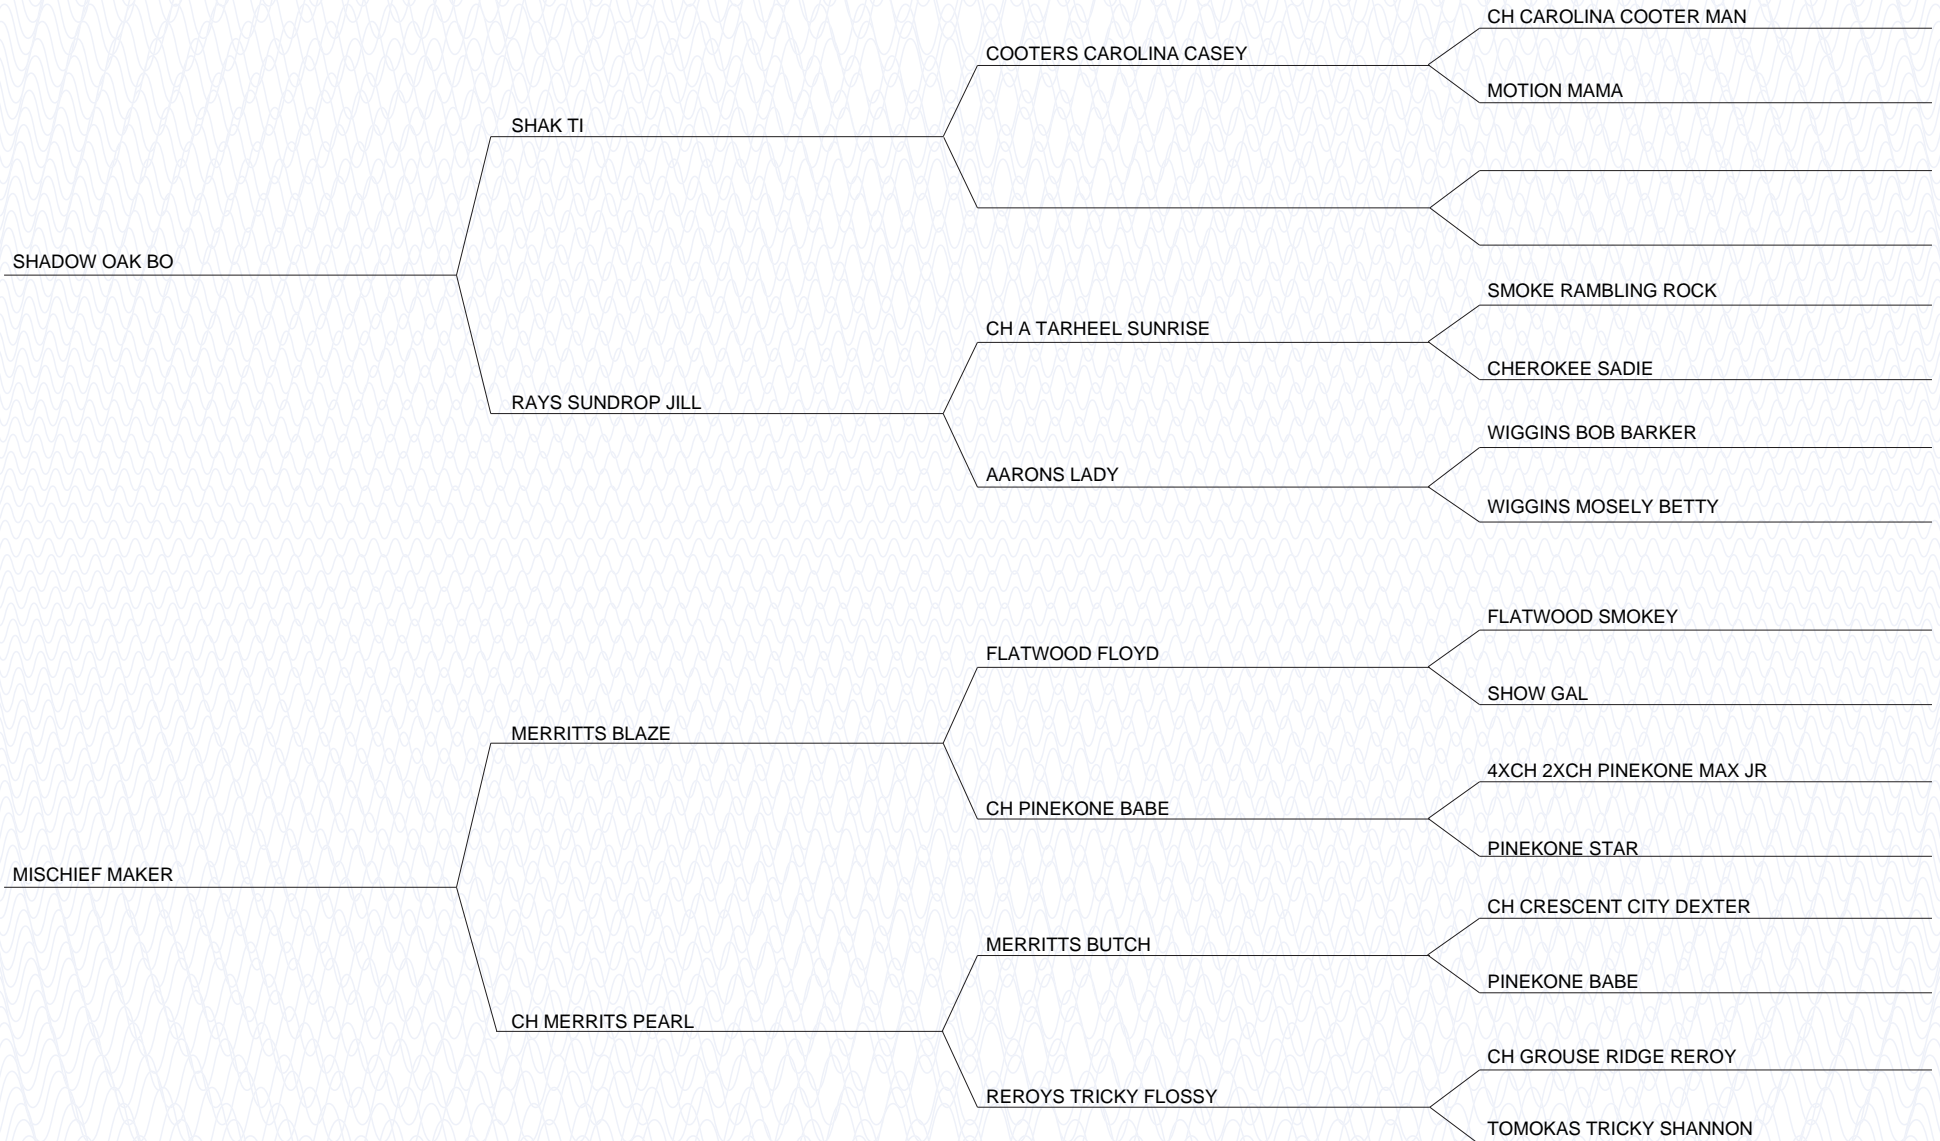 CH CAROLINA COOTER MAN
COOTERS CAROLINA CASEY
MOTION MAMA
SHAK TI
SHADOW OAK BO
SMOKE RAMBLING ROCK
CH A TARHEEL SUNRISE
CHEROKEE SADIE
RAYS SUNDROP JILL
WIGGINS BOB BARKER
AARONS LADY
WIGGINS MOSELY BETTY
FLATWOOD SMOKEY
FLATWOOD FLOYD
SHOW GAL
MERRITTS BLAZE
4XCH 2XCH PINEKONE MAX JR
CH PINEKONE BABE
PINEKONE STAR
MISCHIEF MAKER
CH CRESCENT CITY DEXTER
MERRITTS BUTCH
PINEKONE BABE
CH MERRITS PEARL
CH GROUSE RIDGE REROY
REROYS TRICKY FLOSSY
TOMOKAS TRICKY SHANNON